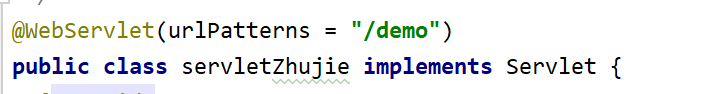 @WebServlet(urlPatterns = "/demo")
public class servletZhujie implements Servlet {